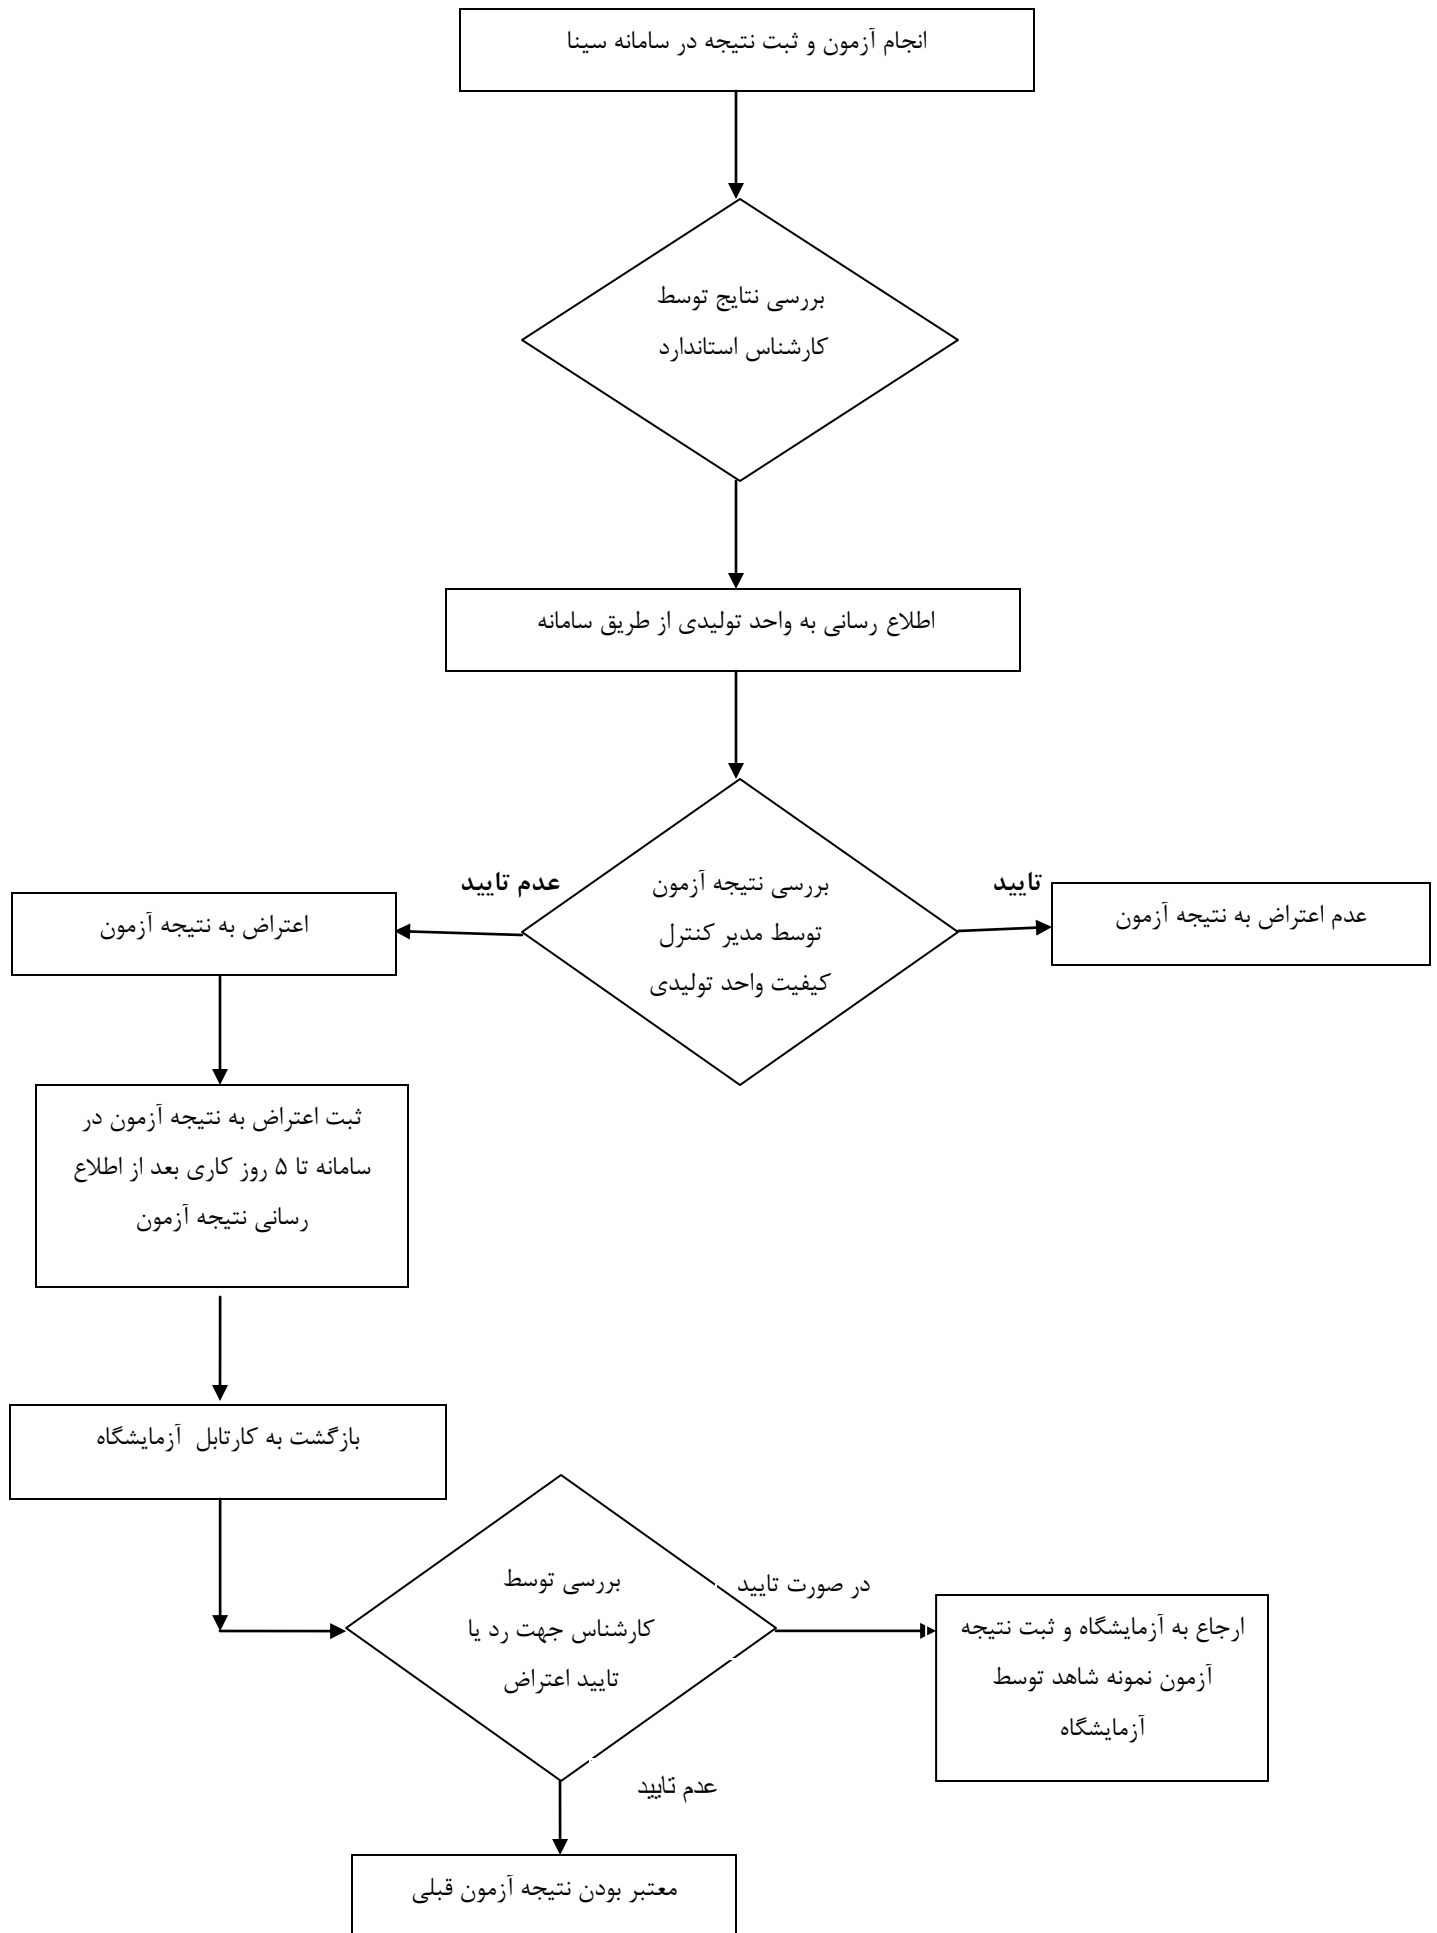 انجام آزمون و ثبت نتیجه در سامانه سینا
بررسی نتایج توسط
کارشناس استاندارد
اطلاع رسانی به واحد تولیدی از طریق سامانه
بررسی نتیجه آزمون
توسط مدیر کنترل
کیفیت واحد تولیدی
تایید
عدم اعتراض به نتیجه آزمون
عدم تایید
اعتراض به نتیجه آزمون
ثبت اعتراض به نتیجه آزمون در
سامانه تا ۵ روز کاری بعد از اطلاع
رسانی نتیجه آزمون
بازگشت به کارتابل آزمایشگاه
بررسی توسط
کارشناس جهت رد یا
تایید اعتراض
در صورت تایید
ارجاع به آزمایشگاه و ثبت نتیجه
آزمون نمونه شاهد توسط
آزمایشگاه
عدم تایید
معتبر بودن نتیجه آزمون قبلی